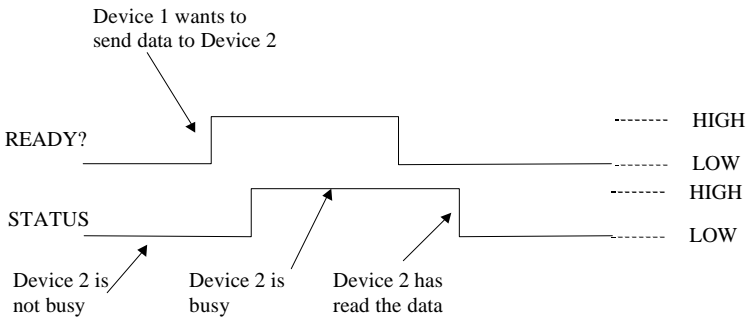 Device 1 wants to
send data to Device 2
READY?
HIGH
LOW
HIGH
STATUS
LOW
Device 2 is
not busy
Device 2 is
busy
Device 2 has
read the data